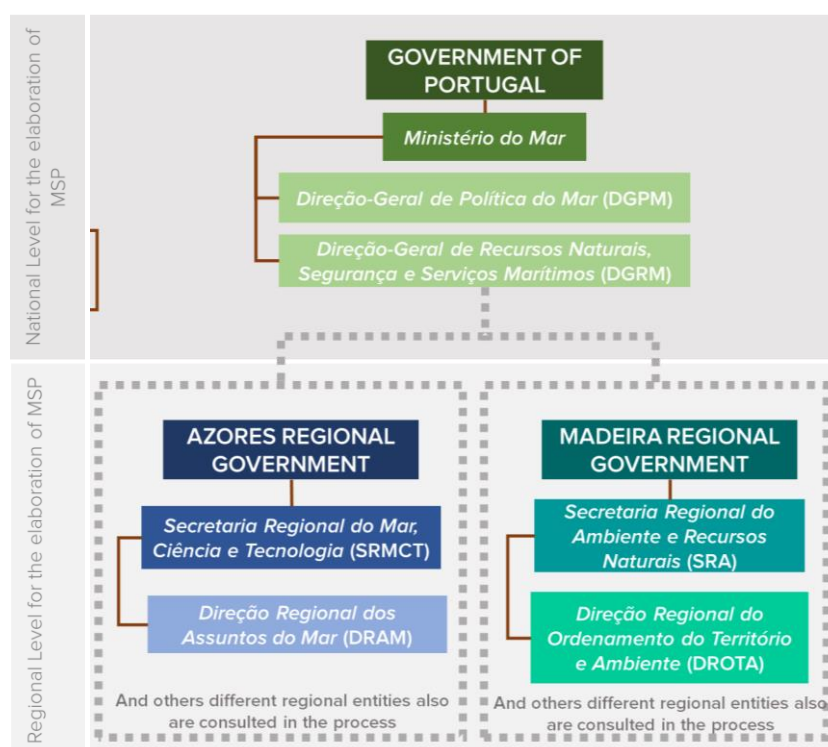 National Level for the elaboration of
MSP
GOVERNMENT OF
PORTUGAL
Ministério do Mar
Direção-Geral de Política do Mar (DGPM)
Direção-Geral de Recursos Naturais,
Segurança e Serviços Marítimos (DGRM)
Regional Level for the elaboration of MSP
AZORES REGIONAL
GOVERNMENT
Secretaria Regional do Mar,
Ciência e Tecnologia (SRMCT)
Direção Regional dos
Assuntos do Mar (DRAM)
And others different regional entities also
are consulted in the process
MADEIRA REGIONAL
GOVERNMENT
Secretaria Regional do
Ambiente e Recursos
Naturais (SRA)
Direção Regional do
Ordenamento do Território
e Ambiente (DROTA)
And others different regional entities also
are consulted in the process